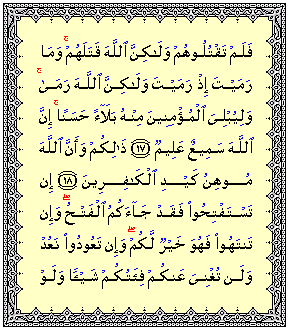 فَلَمْ تَقْتُلُوهُمْ وَلَـٰكِنَّ ٱللَّهَ قَتَلَهُمْ ۚ وَمَا
رَمَيْتَ إِذْ رَمَيْتَ وَلَـٰكِنَّ ٱللَّهَ رَمَىٰ ۚ
وَلِيُبْلِىَ ٱلْمُؤْمِنِينَ مِنْهُ بَلَآءً حَسَنًا ۚ إِنَّ
ٱللَّهَ سَمِيعٌ عَلِيمٌ ﴿١٧﴾ ذَٰلِكُمْ وَأَنَّ ٱللَّهَ
مُوهِنُ كَيْدِ ٱلْكَـٰفِرِينَ ﴿١٨﴾ إِن
تَسْتَفْتِحُوا۟ فَقَدْ جَآءَكُمُ ٱلْفَتْحُ ۖ وَإِن
تَنتَهُوا۟ فَهُوَ خَيْرٌ لَّكُمْ ۖ وَإِن تَعُودُوا۟ نَعُدْ
وَلَن تُغْنِىَ عَنكُمْ فِئَتُكُمْ شَيْـًٔا وَلَوْ